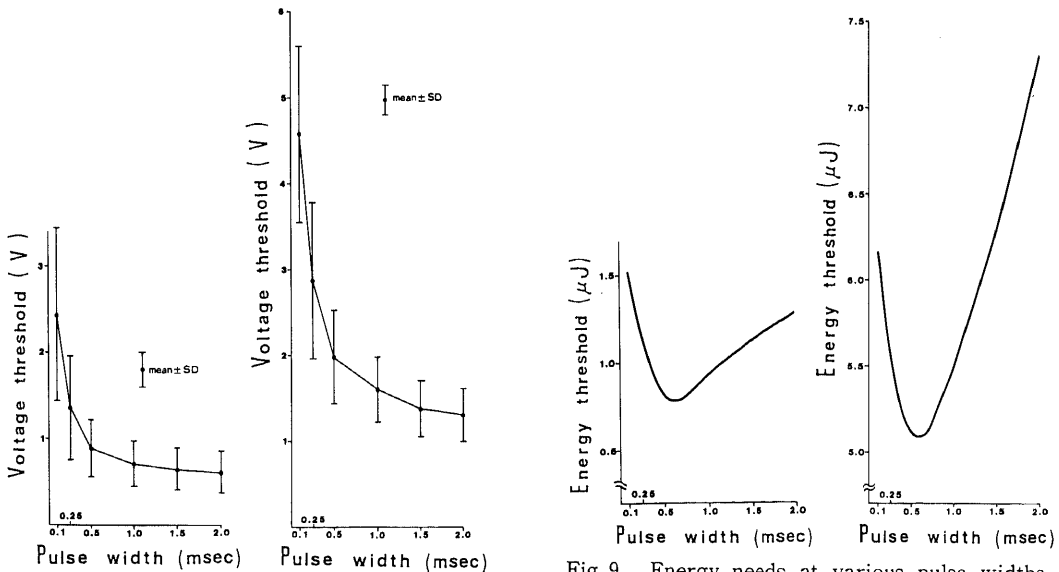 Voltage threshold (V)
3
2
1
mean±SD
0.25
0.1 0.5 1.0 1.5 2.0
Pulse width (msec)
Voltage threshold (V)
6
5
4
3
2
1
mean±SD
0.25
0.1 0.5 1.0 1.5 2.0
Pulse width (msec)
Energy threshold (μJ)
1.5
1.0
0.5
0.25
0.1 0.5 1.0 1.5 2.0
Pulse width (msec)
Energy threshold (μJ)
7.5
7.0
6.5
6.0
5.5
5.0
0.25
0.1 0.5 1.0 1.5 2.0
Pulse width (msec)
Fig. 9 Energy needs at various pulse widths